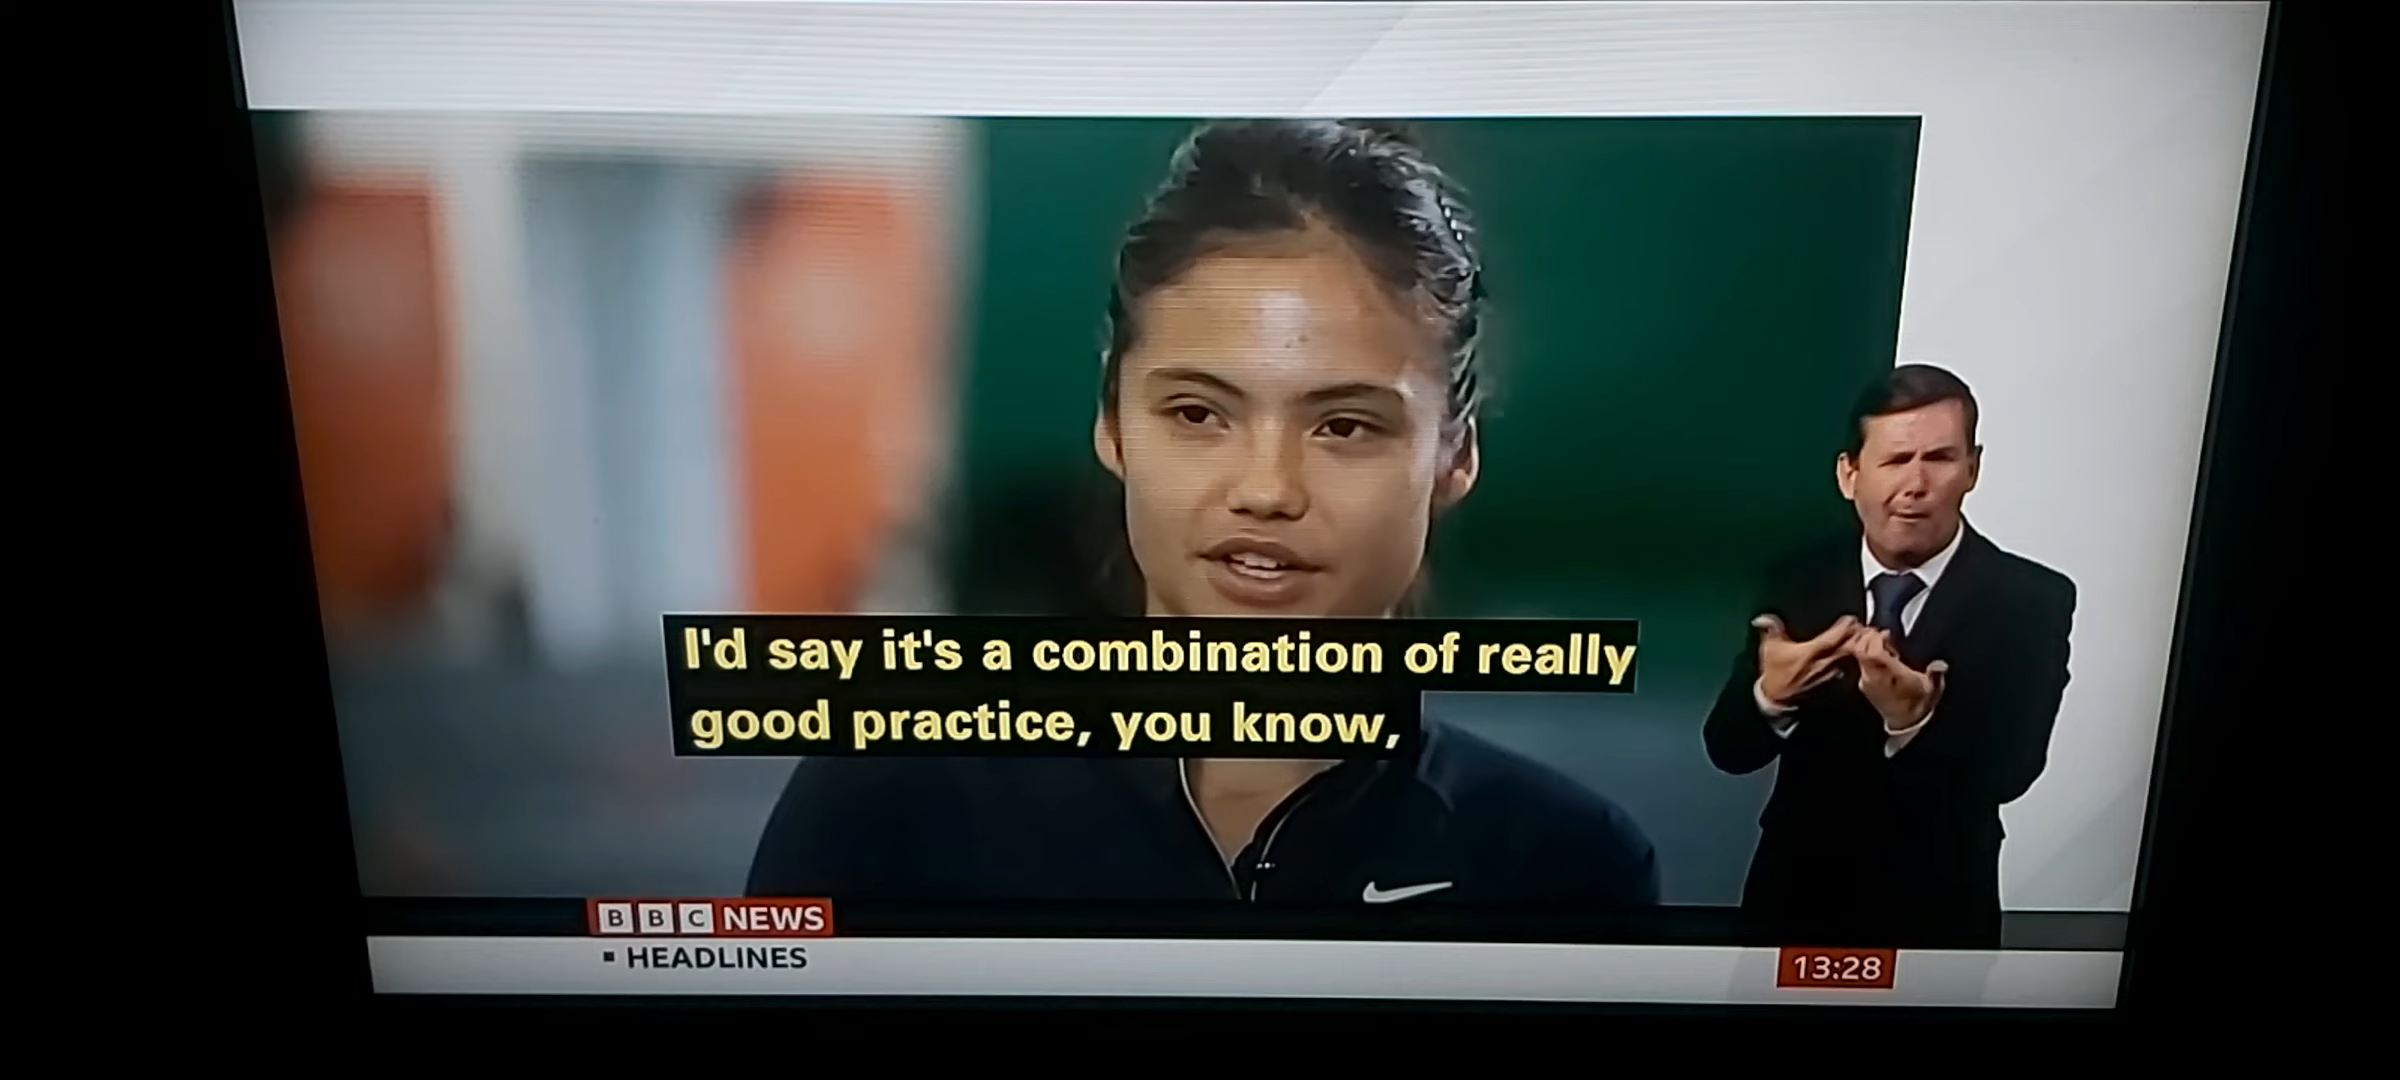 I'd say it's a combination of really
good practice, you know,
BBC NEWS
▪ HEADLINES
13:28